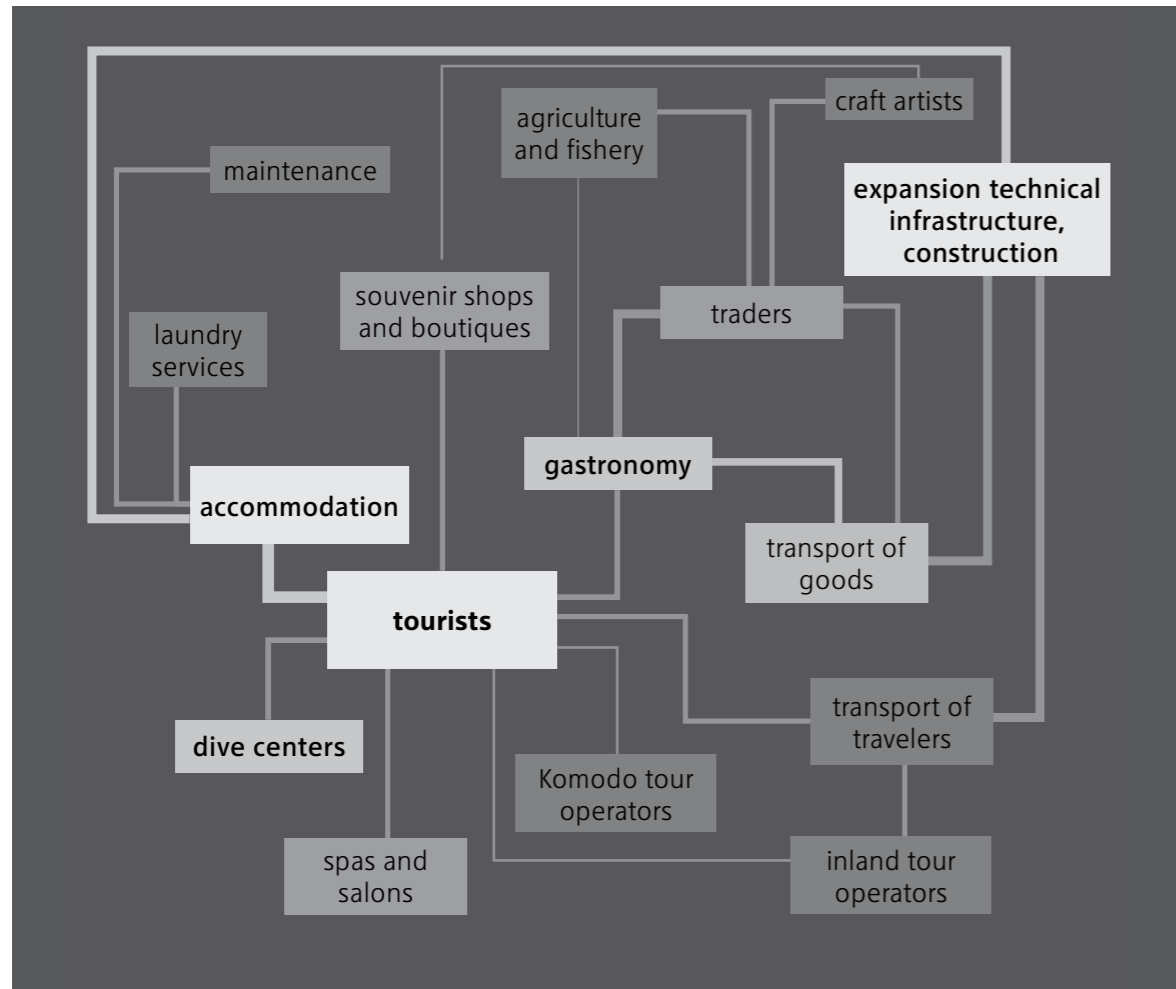 craft artists
agriculture
and fishery
maintenance
expansion technical
infrastructure,
construction
souvenir shops
and boutiques
traders
laundry
services
gastronomy
accommodation
transport of
goods
tourists
transport of
travelers
dive centers
Komodo tour
operators
spas and
salons
inland tour
operators